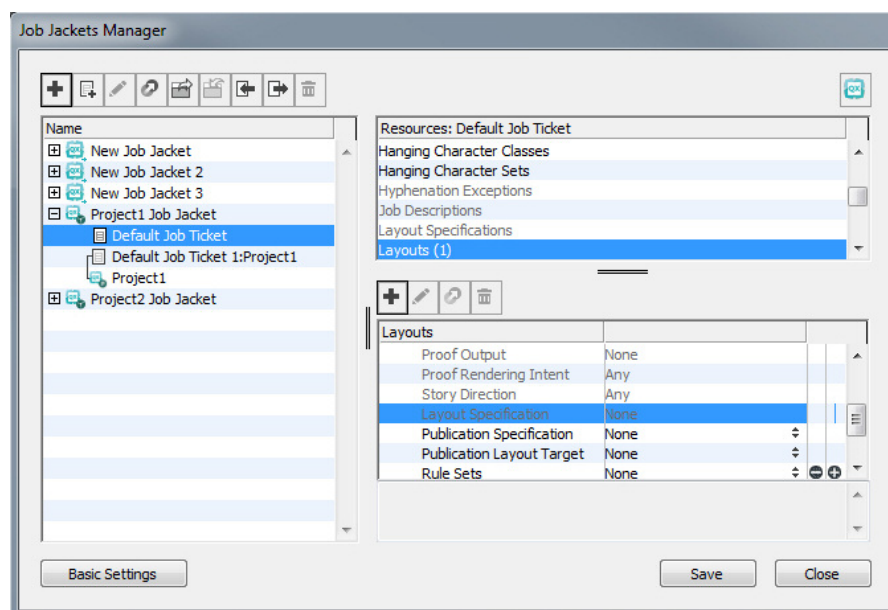 Job Jackets Manager
Name
New Job Jacket
New Job Jacket 2
New Job Jacket 3
Project1 Job Jacket
Default Job Ticket
Default Job Ticket 1:Project1
Project1
Project2 Job Jacket
Resources: Default Job Ticket
Hanging Character Classes
Hanging Character Sets
Hyphenation Exceptions
Job Descriptions
Layout Specifications
Layouts (1)
Layouts
Proof Output None
Proof Rendering Intent Any
Story Direction Any
Layout Specification None
Publication Specification None
Publication Layout Target None
Rule Sets None
Basic Settings
Save
Close